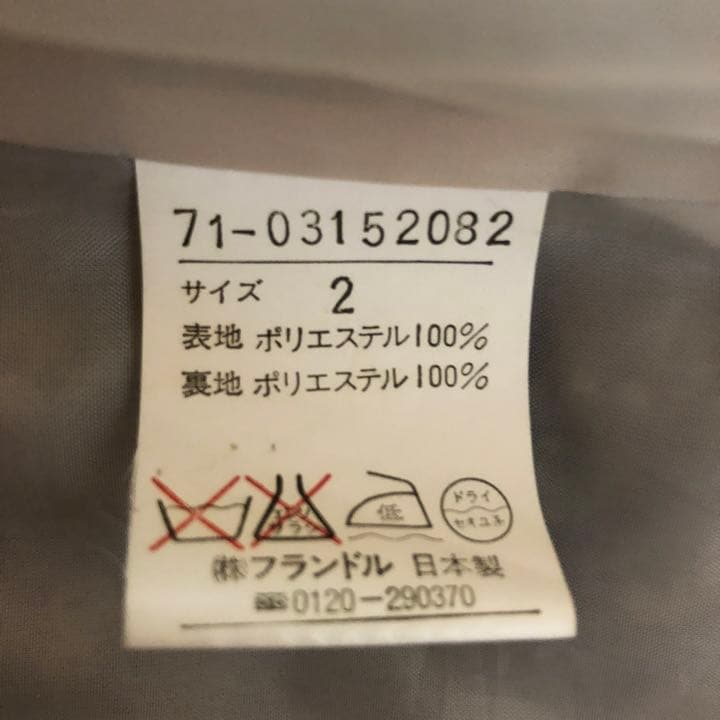 71-03152082
サイズ 2
表地 ポリエステル100%
裏地 ポリエステル100%
低 ドライ
セキユ系
㈱フランドル 日本製
0120-290370